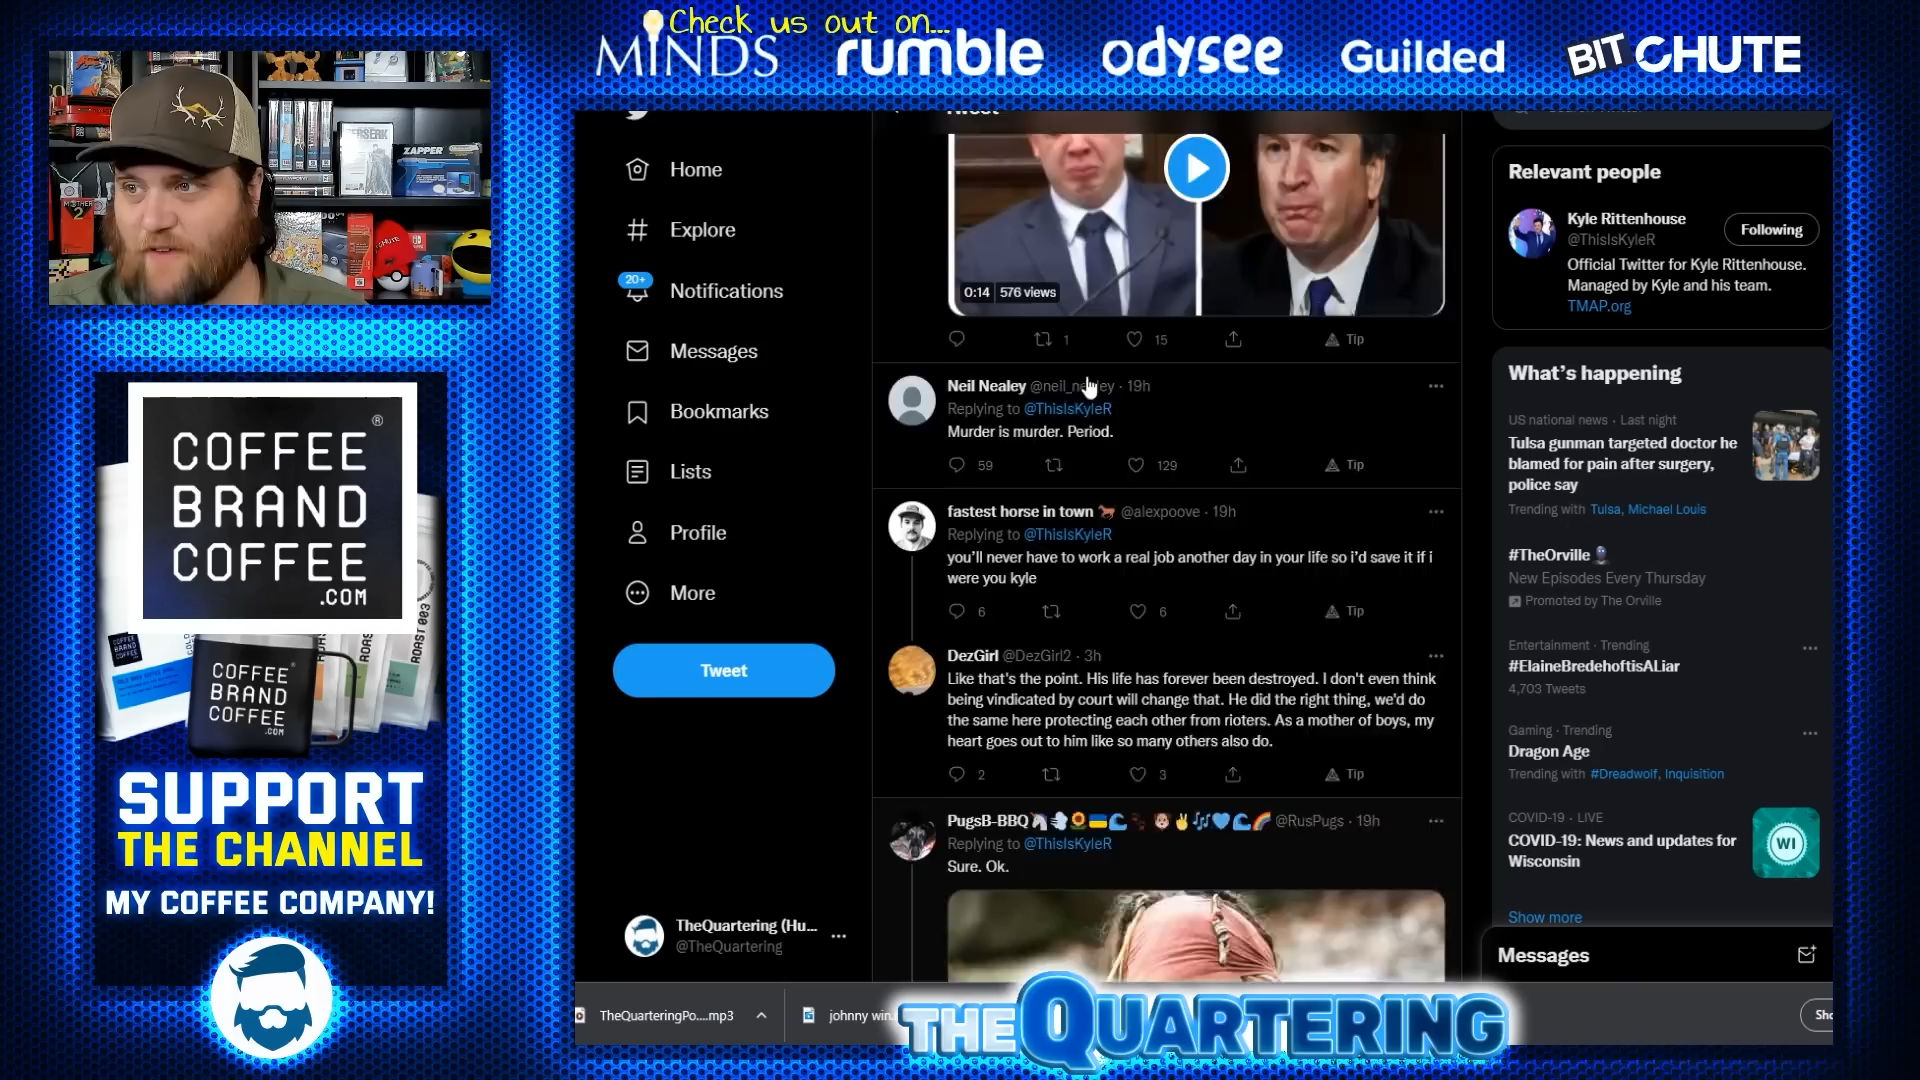 Check us out on...
MINDS
rumble
odysee
Guilded
BITCHUTE
BERSERK
ZAPPER
MOTHER
2
COFFEE
BRAND
COFFEE
.COM
®
COFFEE
BRAND
COFFEE
.COM
ROAST 003
SUPPORT
THE CHANNEL
MY COFFEE COMPANY!
Home
Explore
20+
Notifications
Messages
Bookmarks
Lists
Profile
More
Tweet
TheQuartering (Hu...
@TheQuartering
Tweet
0:14 576 views
1 15 Tip
Neil Nealey @neil_nealey · 19h
Replying to @ThisIsKyleR
Murder is murder. Period.
59 129 Tip
fastest horse in town 🐎 @alexpoove · 19h
Replying to @ThisIsKyleR
you'll never have to work a real job another day in your life so i'd save it if i
were you kyle
6 6 Tip
DezGirl @DezGirl2 · 3h
Like that's the point. His life has forever been destroyed. I don't even think
being vindicated by court will change that. He did the right thing, we'd do
the same here protecting each other from rioters. As a mother of boys, my
heart goes out to him like so many others also do.
2 3 Tip
PugsB-BBQ @RusPugs · 19h
Replying to @ThisIsKyleR
Sure. Ok.
Relevant people
Kyle Rittenhouse
@ThisIsKyleR
Following
Official Twitter for Kyle Rittenhouse.
Managed by Kyle and his team.
TMAP.org
What's happening
US national news · Last night
Tulsa gunman targeted doctor he
blamed for pain after surgery,
police say
Trending with Tulsa, Michael Louis
#TheOrville
New Episodes Every Thursday
Promoted by The Orville
Entertainment · Trending
#ElaineBredehoftisALiar
4,703 Tweets
Gaming · Trending
Dragon Age
Trending with #Dreadwolf, Inquisition
COVID-19 · LIVE
COVID-19: News and updates for
Wisconsin
WI
Show more
Messages
TheQuarteringPo....mp3
johnny win
THE QUARTERING